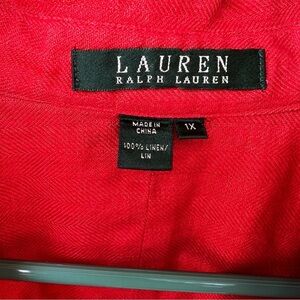 LAUREN
RALPH LAUREN
MADE IN
CHINA
100% LINEN/
LIN
1X